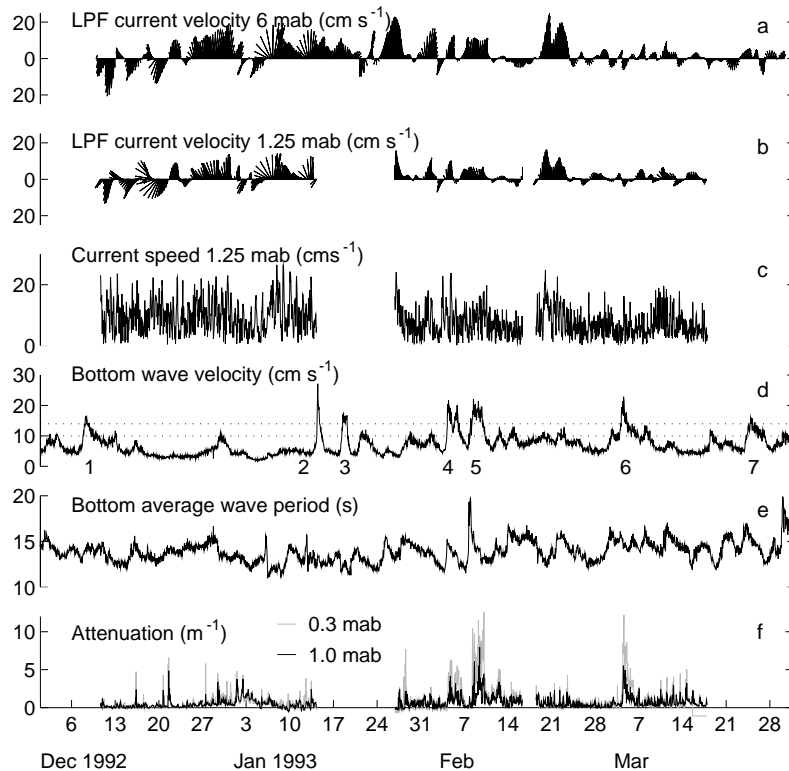 LPF current velocity 6 mab (cm s⁻¹) a
20
0
20
LPF current velocity 1.25 mab (cm s⁻¹) b
20
0
20
Current speed 1.25 mab (cms⁻¹) c
20
0
Bottom wave velocity (cm s⁻¹) d
30
20
10
0
1 2 3 4 5 6 7
Bottom average wave period (s) e
20
15
10
Attenuation (m⁻¹) f
0.3 mab
1.0 mab
10
5
0
6 13 20 27 3 10 17 24 31 7 14 21 28 7 14 21 28
Dec 1992 Jan 1993 Feb Mar